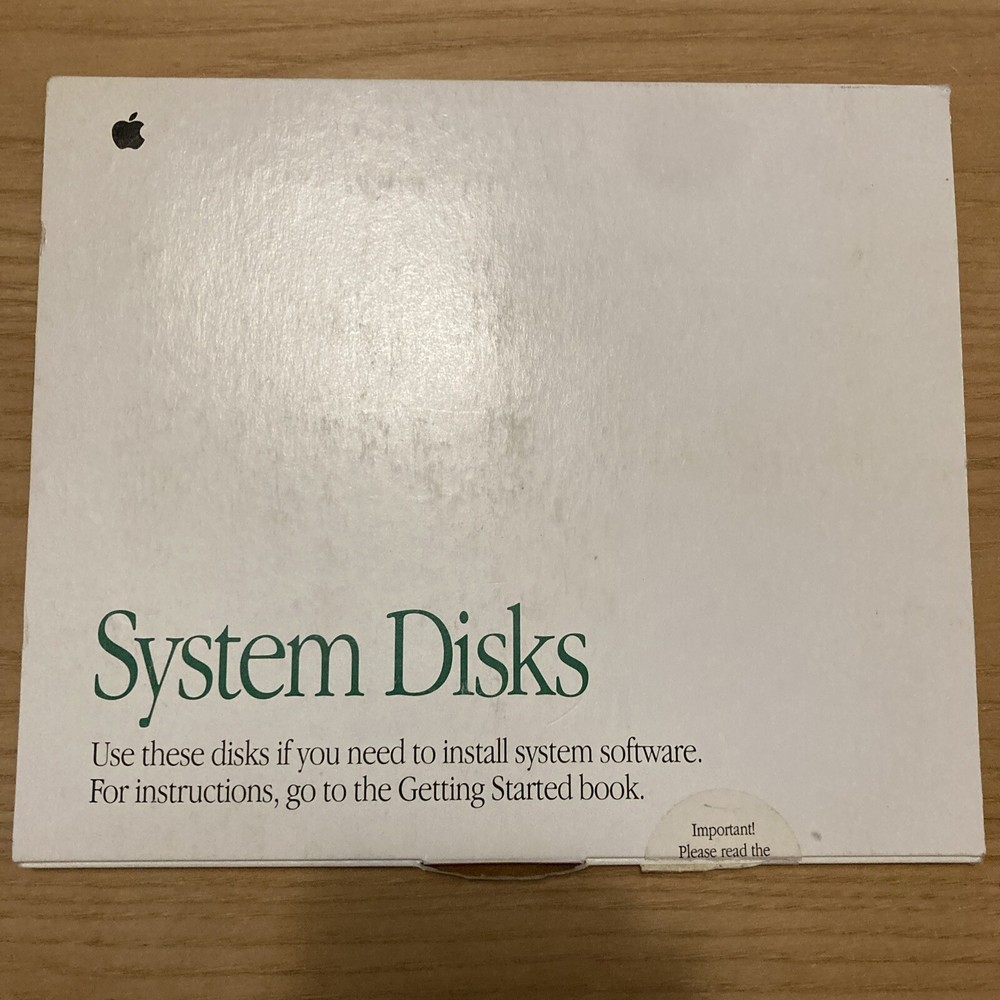 System Disks
Use these disks if you need to install system software.
For instructions, go to the Getting Started book.
Important!
Please read the